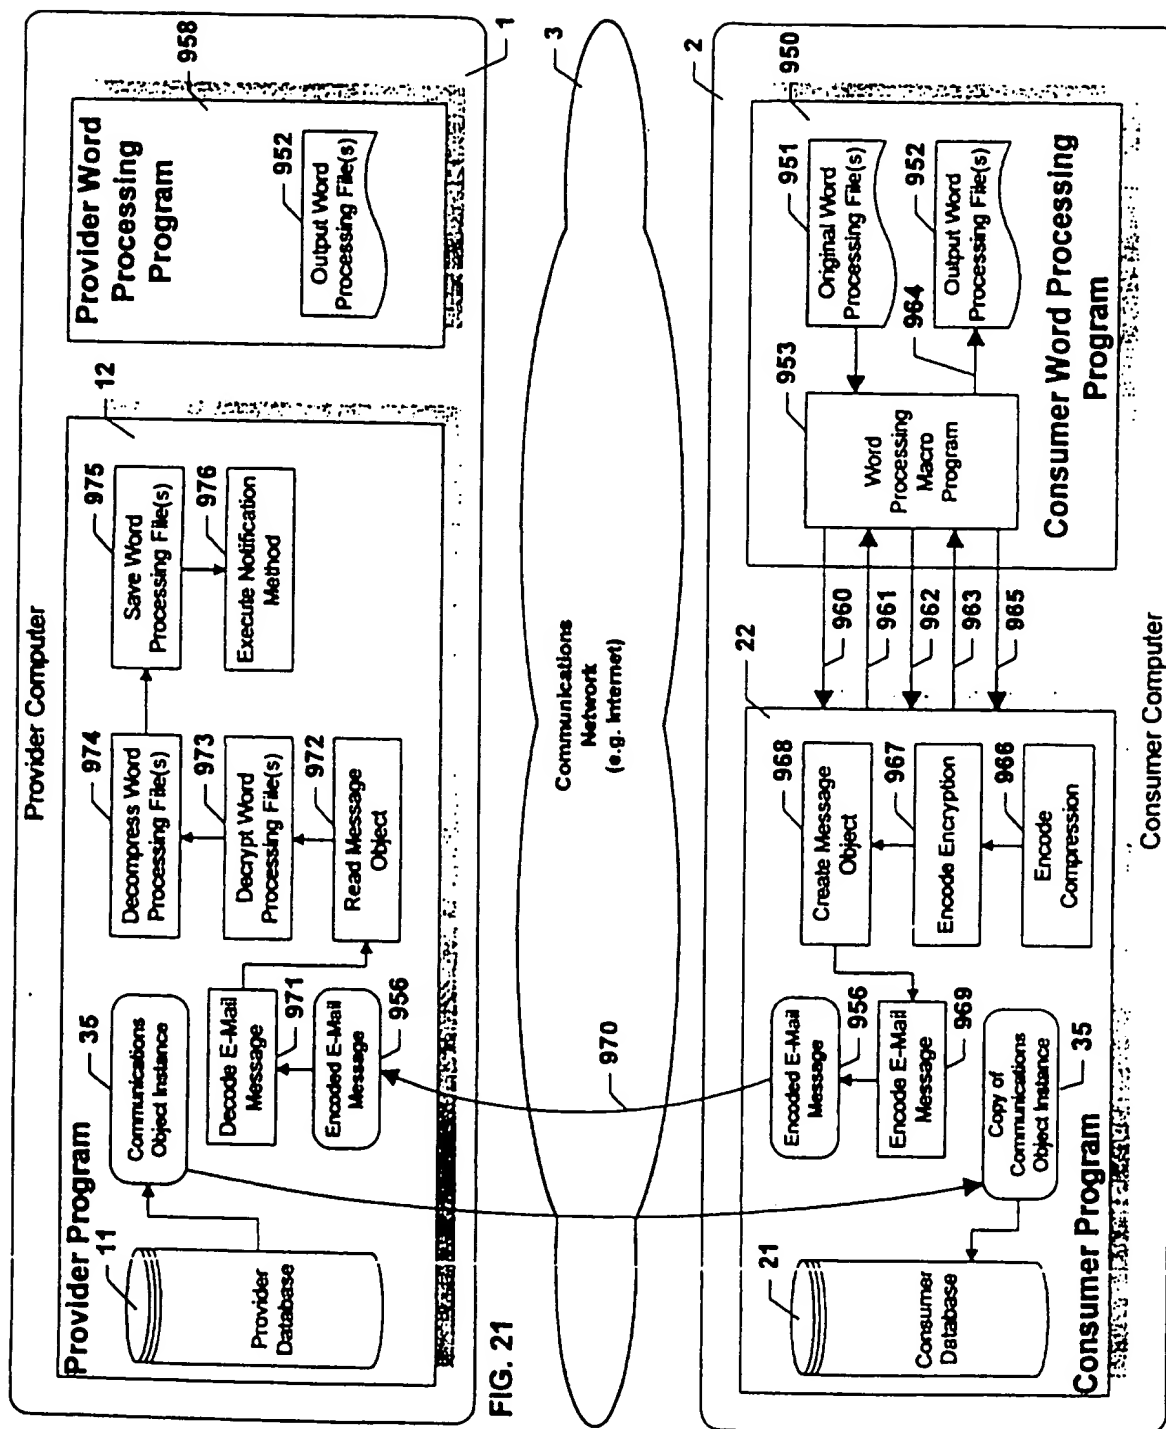 Provider Computer
1
Provider Program
12
11
Provider
Database
35
Communications
Object Instance
Decode E-Mail
Message
971
Encoded E-Mail
Message
956
974
Decompress Word
Processing File(s)
973
Decrypt Word
Processing File(s)
972
Read Message
Object
975
Save Word
Processing File(s)
976
Execute Notification
Method
958
Provider Word
Processing
Program
952
Output Word
Processing File(s)
FIG. 21
3
Communications
Network
(e.g. Internet)
970
2
22
21
Consumer
Database
Consumer Program
Encoded E-Mail
Message
956
Encode E-Mail
Message
969
Copy of
Communications
Object Instance
35
968
Create Message
Object
967
Encode Encryption
966
Encode
Compression
960
961
962
963
965
950
953
Word
Processing
Macro
Program
951
Original Word
Processing File(s)
964
952
Output Word
Processing File(s)
Consumer Word Processing
Program
Consumer Computer